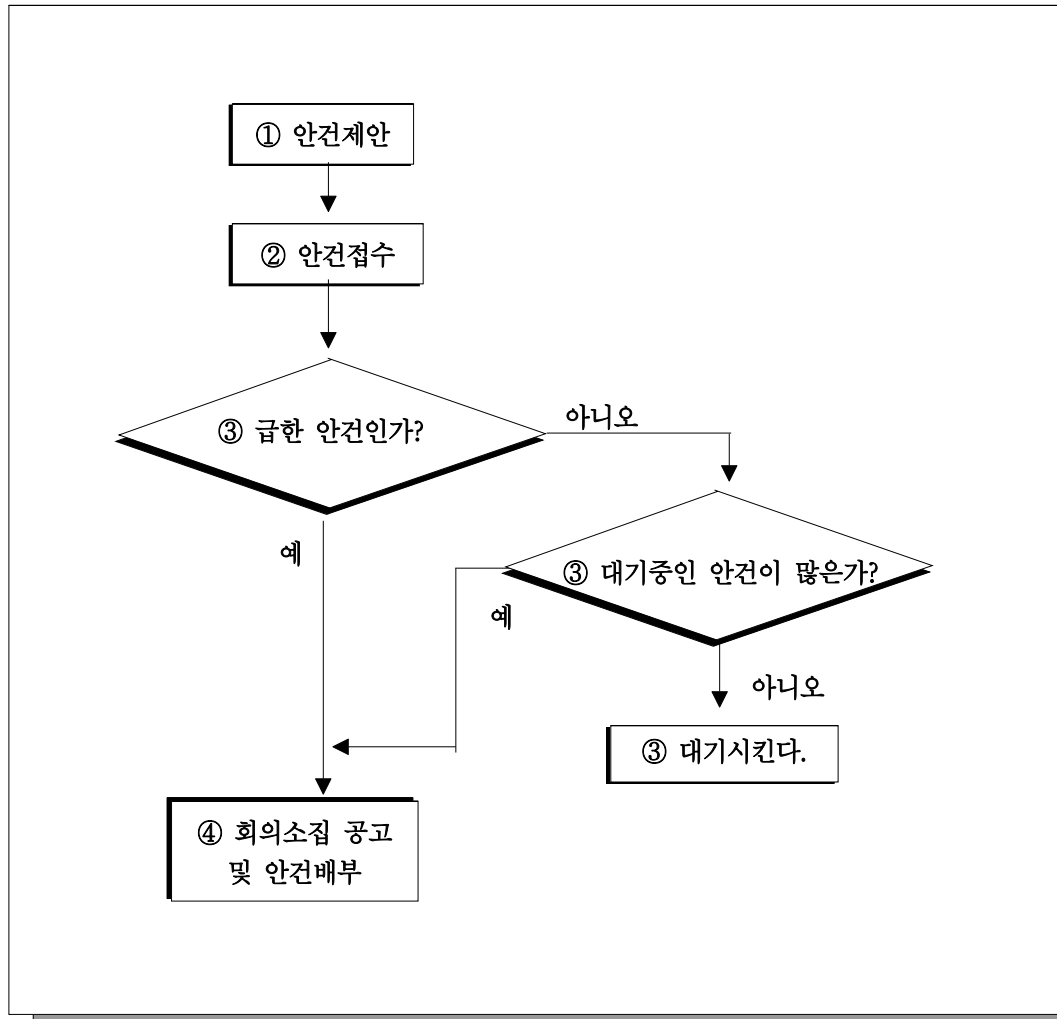 ① 안건제안
② 안건접수
③ 급한 안건인가?
아니오
예
③ 대기중인 안건이 많은가?
예
아니오
③ 대기시킨다.
④ 회의소집 공고
및 안건배부